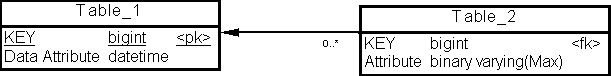 Table_1
KEY bigint <pk>
Data Attribute datetime
0..*
Table_2
KEY bigint <fk>
Attribute binary varying(Max)